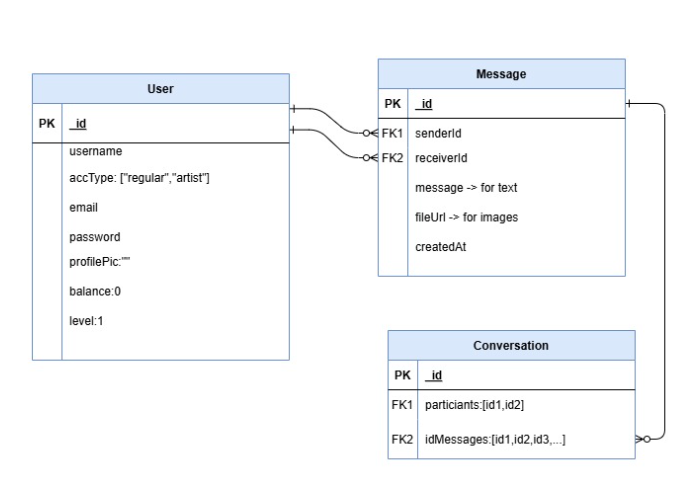 User
PK _id
username
accType: ["regular","artist"]
email
password
profilePic:""
balance:0
level:1
Message
PK _id
FK1 senderId
FK2 receiverId
message -> for text
fileUrl -> for images
createdAt
Conversation
PK _id
FK1 particiants:[id1,id2]
FK2 idMessages:[id1,id2,id3,...]